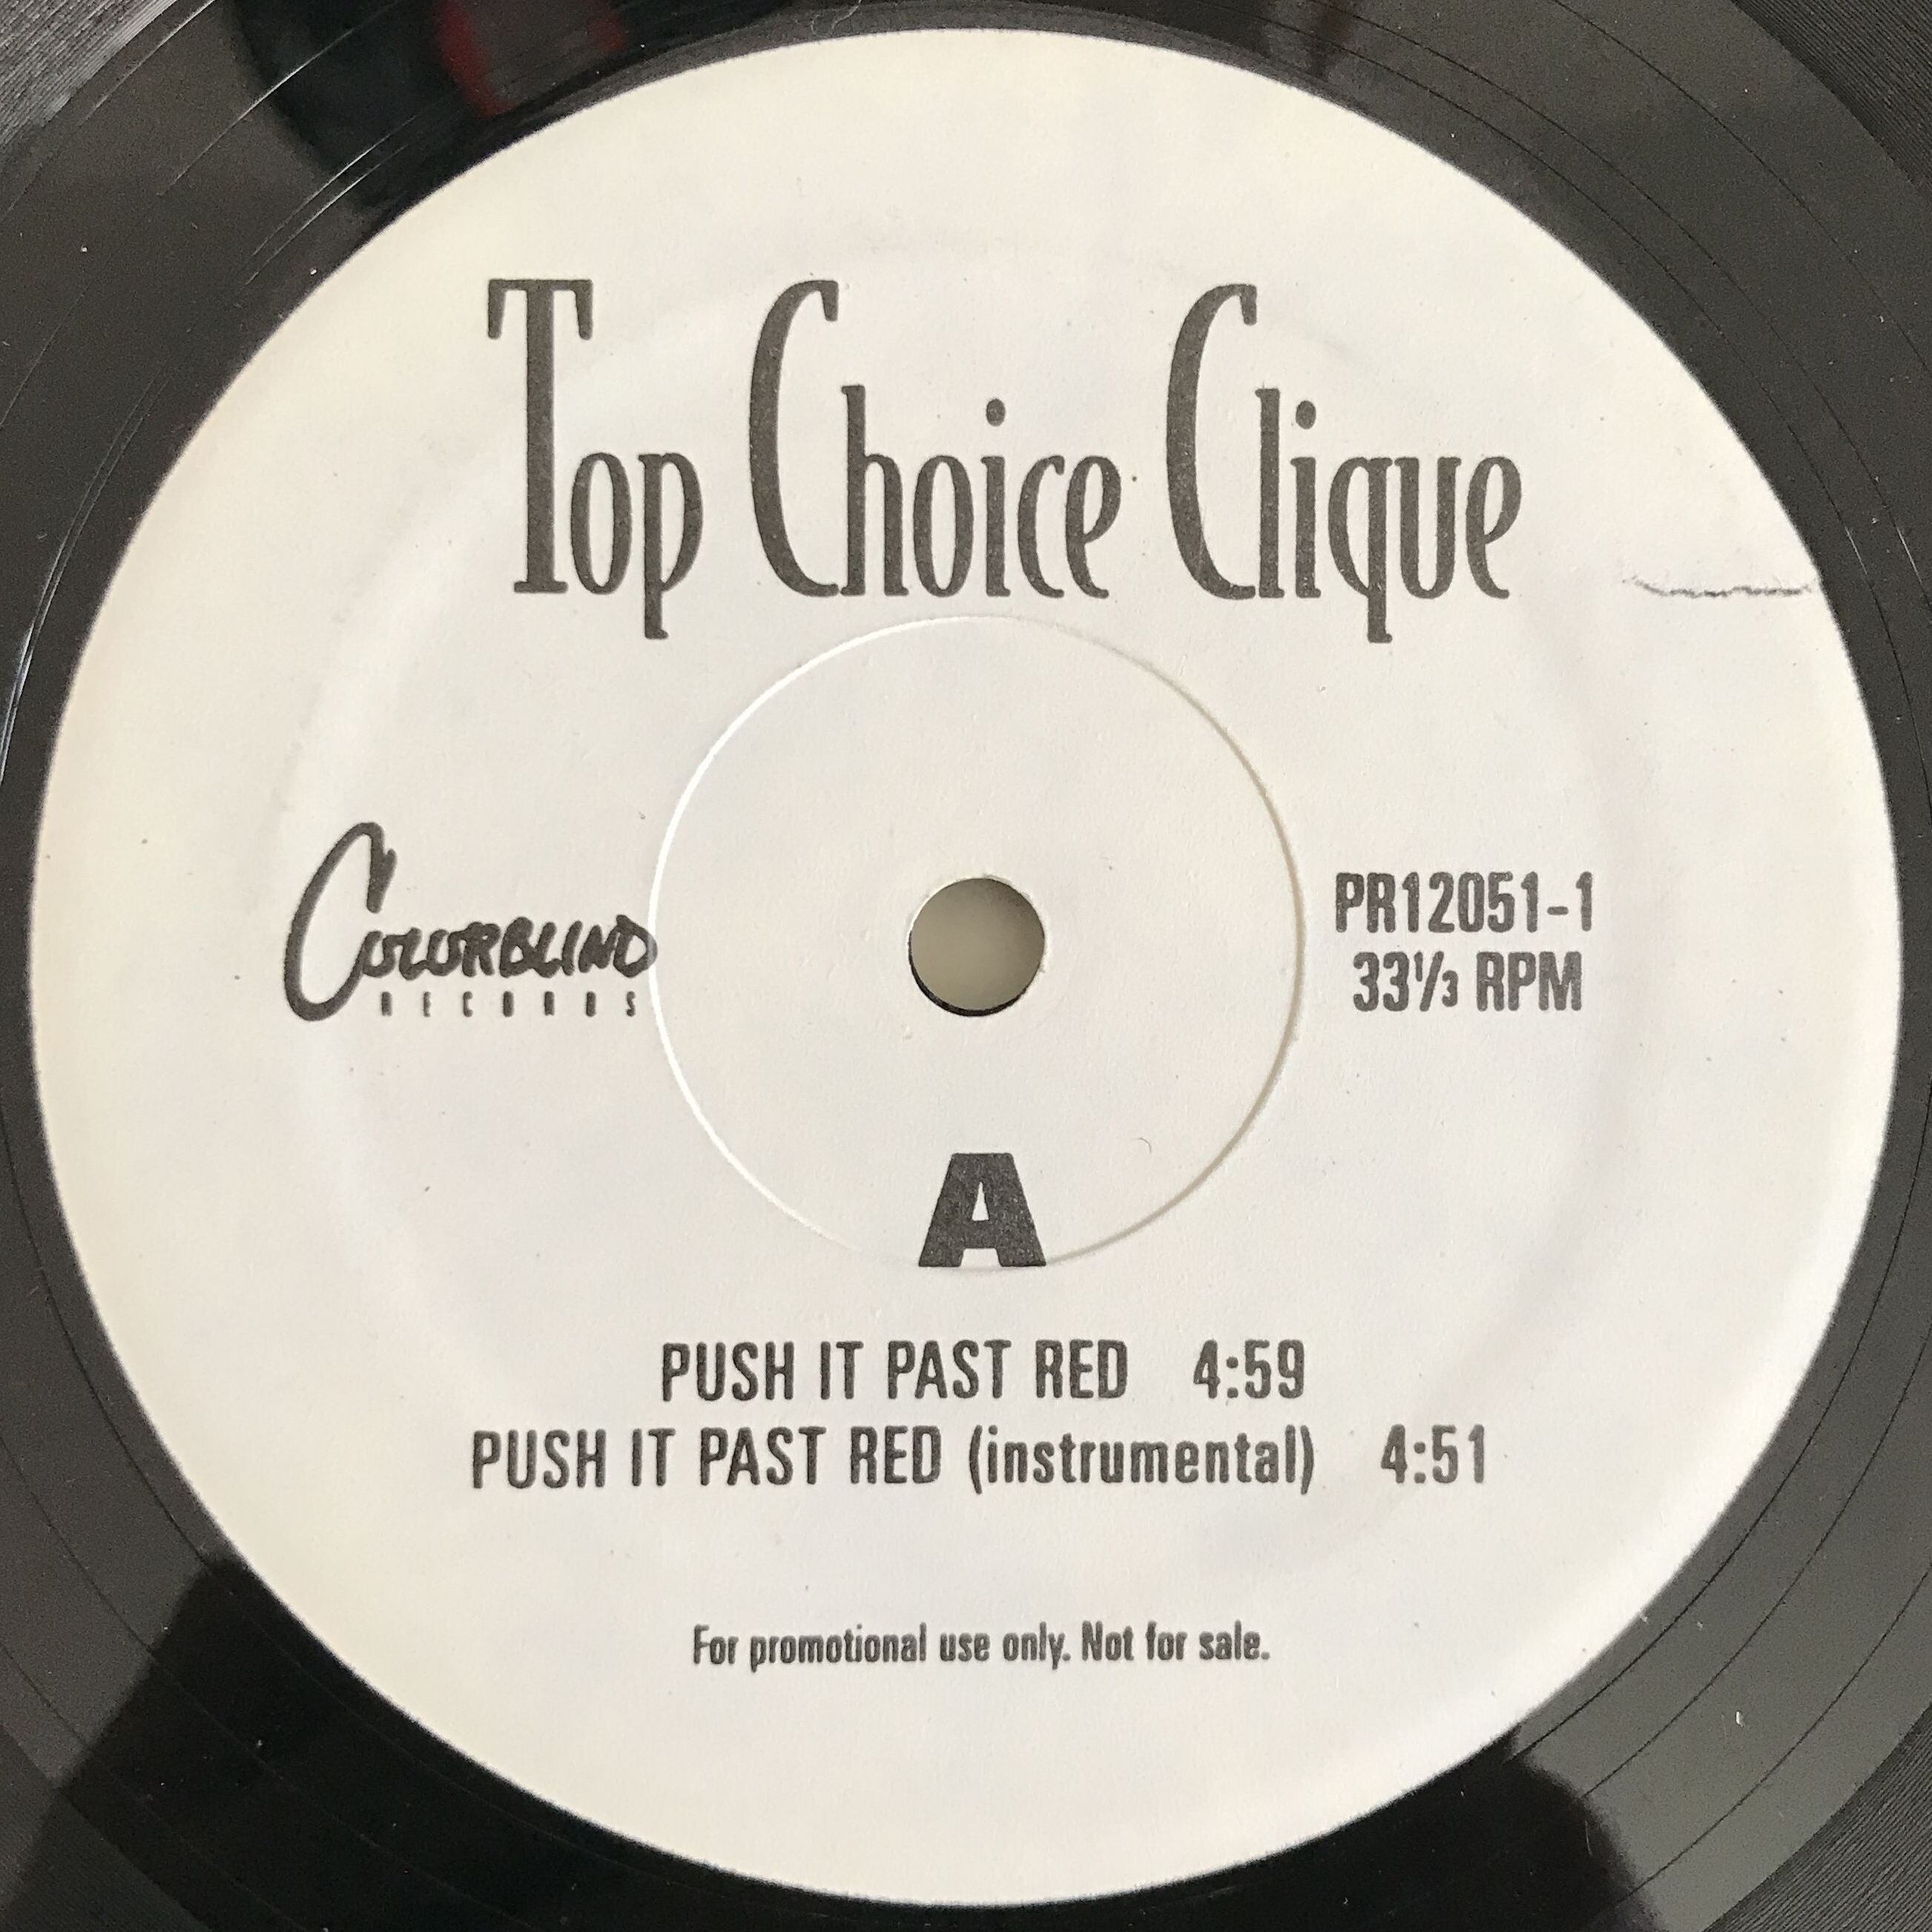 Top Choice Clique
COLORBLIND
RECORDS
PR12051-1
33⅓ RPM
A
PUSH IT PAST RED 4:59
PUSH IT PAST RED (instrumental) 4:51
For promotional use only. Not for sale.